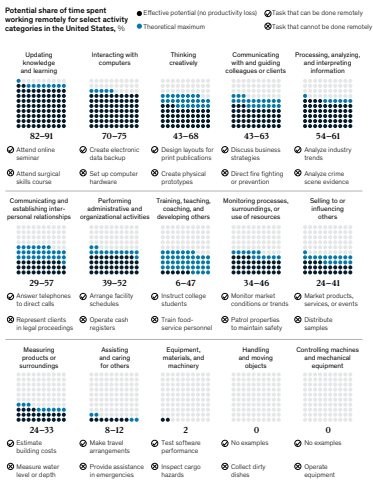 Potential share of time spent
working remotely for select activity
categories in the United States, %
Effective potential (no productivity loss)
Theoretical maximum
Task that can be done remotely
Task that cannot be done remotely
Updating
knowledge
and learning
82–91
Attend online
seminar
Attend surgical
skills course
Interacting with
computers
70–75
Create electronic
data backup
Set up computer
hardware
Thinking
creatively
43–68
Design layouts for
print publications
Create physical
prototypes
Communicating
with and guiding
colleagues or clients
43–63
Discuss business
strategies
Direct fire fighting
or prevention
Processing, analyzing,
and interpreting
information
54–61
Analyze industry
trends
Analyze crime
scene evidence
Communicating and
establishing inter-
personal relationships
29–57
Answer telephones
to direct calls
Represent clients
in legal proceedings
Performing
administrative and
organizational activities
39–52
Arrange facility
schedules
Operate cash
registers
Training, teaching,
coaching, and
developing others
6–47
Instruct college
students
Train food-
service personnel
Monitoring processes,
surroundings, or
use of resources
34–46
Monitor market
conditions or trends
Patrol properties
to maintain safety
Selling to or
influencing
others
24–41
Market products,
services, or events
Distribute
samples
Measuring
products or
surroundings
24–33
Estimate
building costs
Measure water
level or depth
Assisting
and caring
for others
8–12
Make travel
arrangements
Provide assistance
in emergencies
Equipment,
materials, and
machinery
2
Test software
performance
Inspect cargo
hazards
Handling
and moving
objects
0
No examples
Collect dirty
dishes
Controlling machines
and mechanical
equipment
0
No examples
Operate
equipment